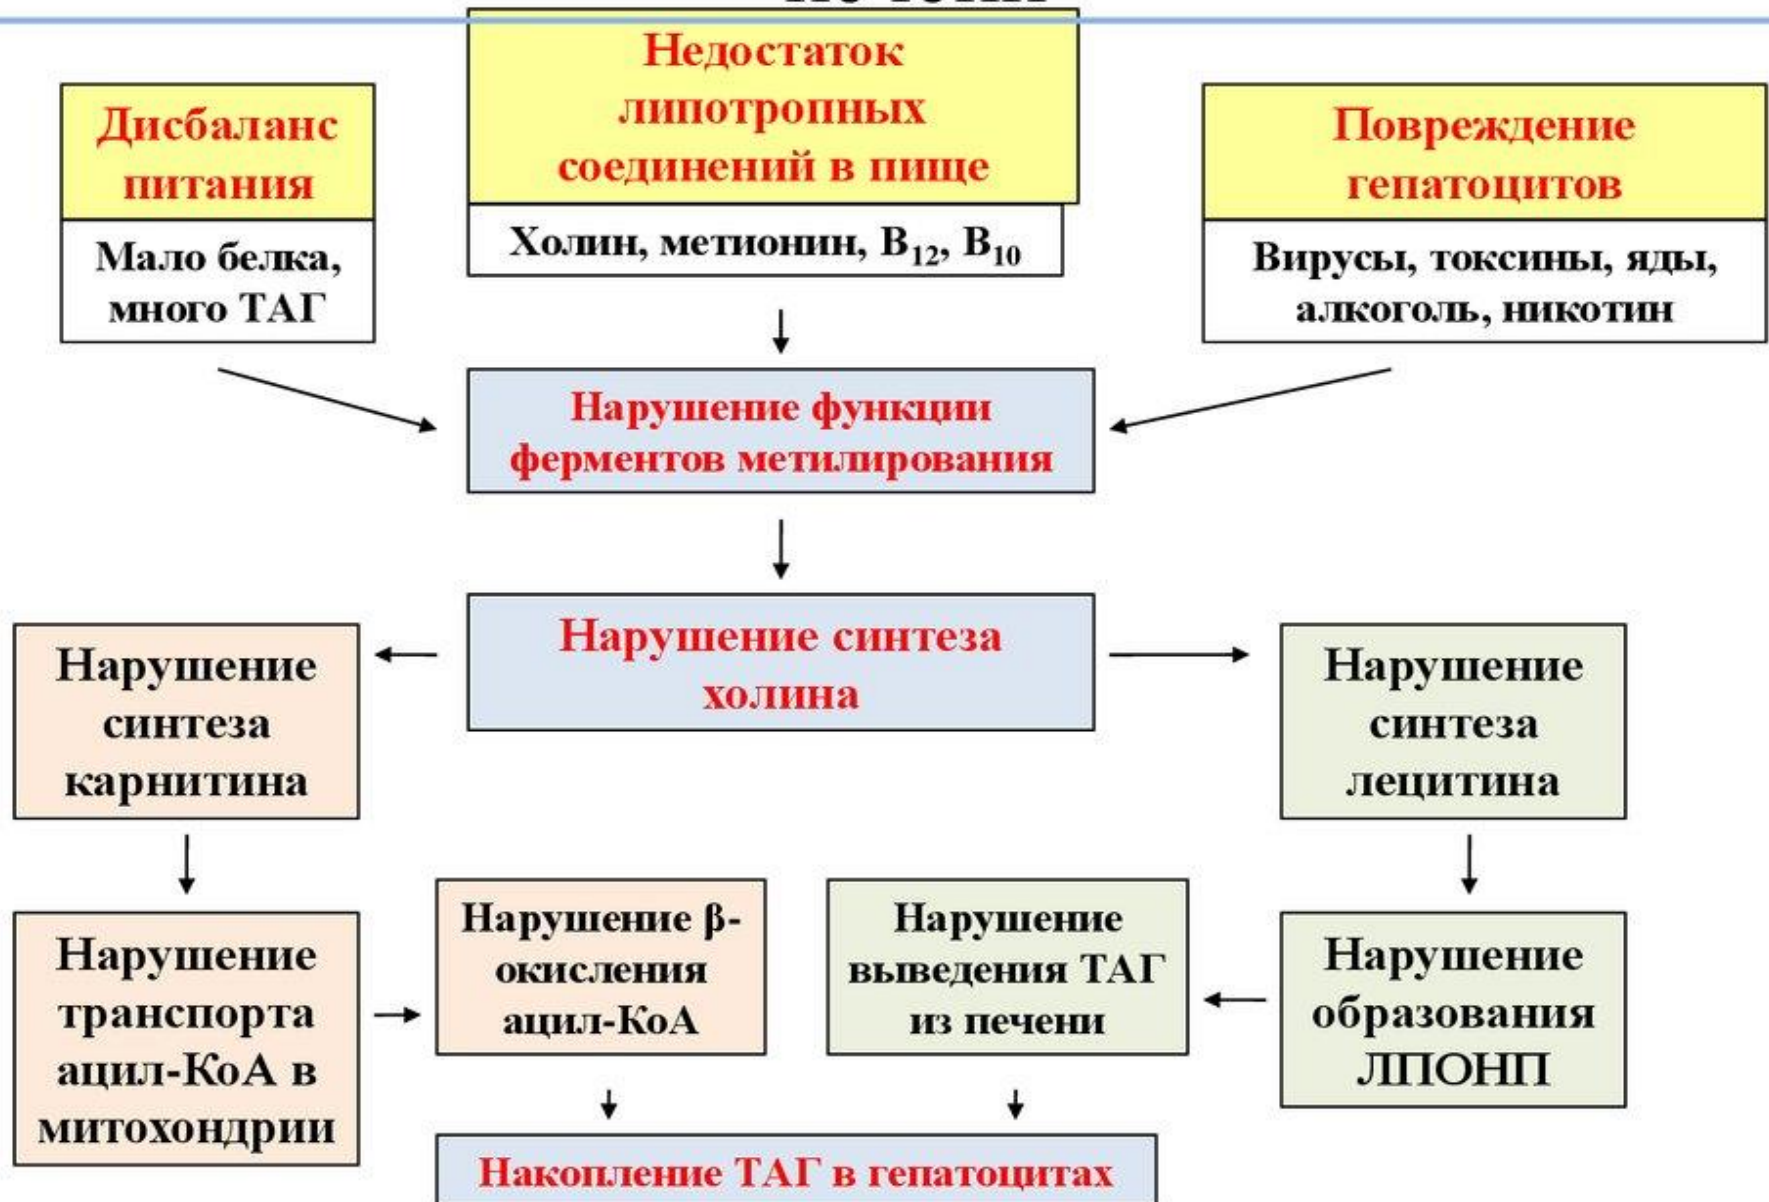 Недостаток
липотропных
соединений в пище
Холин, метионин, B₁₂, B₁₀
Дисбаланс
питания
Мало белка,
много ТАГ
Повреждение
гепатоцитов
Вирусы, токсины, яды,
алкоголь, никотин
Нарушение функции
ферментов метилирования
Нарушение синтеза
холина
Нарушение
синтеза
карнитина
Нарушение
синтеза
лецитина
Нарушение
транспорта
ацил-КоА в
митохондрии
Нарушение β-
окисления
ацил-КоА
Нарушение
выведения ТАГ
из печени
Нарушение
образования
ЛПОНП
Накопление ТАГ в гепатоцитах